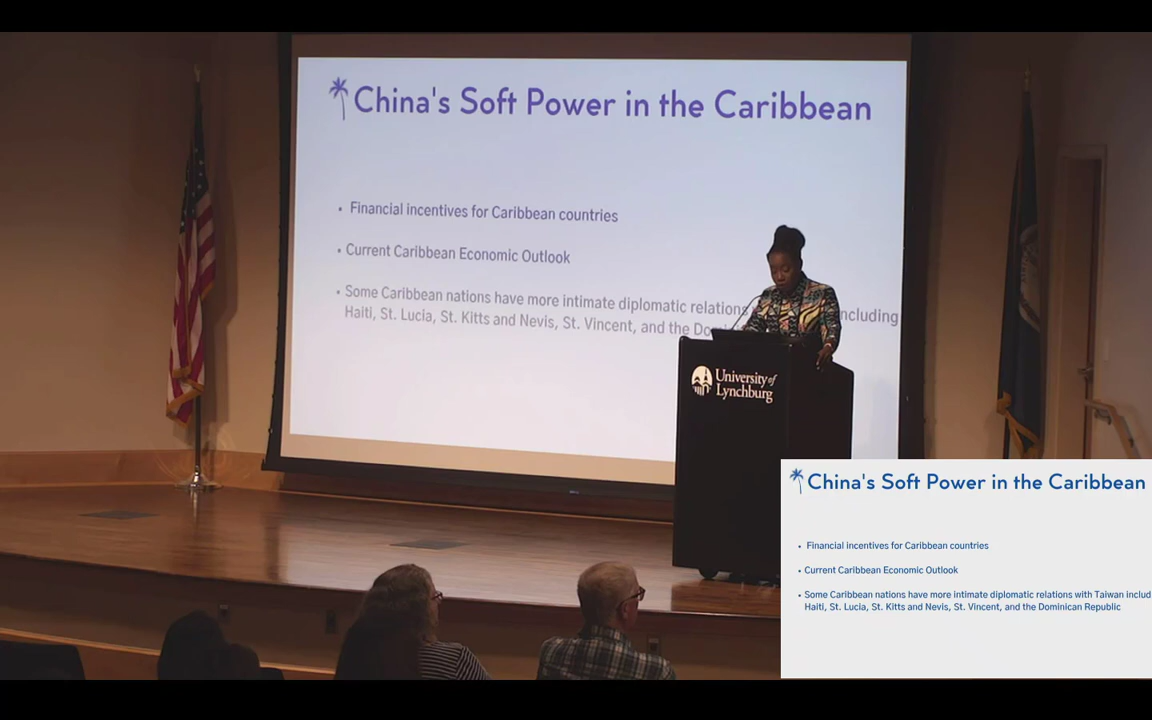 China's Soft Power in the Caribbean
• Financial incentives for Caribbean countries
• Current Caribbean Economic Outlook
• Some Caribbean nations have more intimate diplomatic relations including
Haiti, St. Lucia, St. Kitts and Nevis, St. Vincent, and the
University of
Lynchburg
China's Soft Power in the Caribbean
• Financial incentives for Caribbean countries
• Current Caribbean Economic Outlook
• Some Caribbean nations have more intimate diplomatic relations with Taiwan includ
Haiti, St. Lucia, St. Kitts and Nevis, St. Vincent, and the Dominican Republic